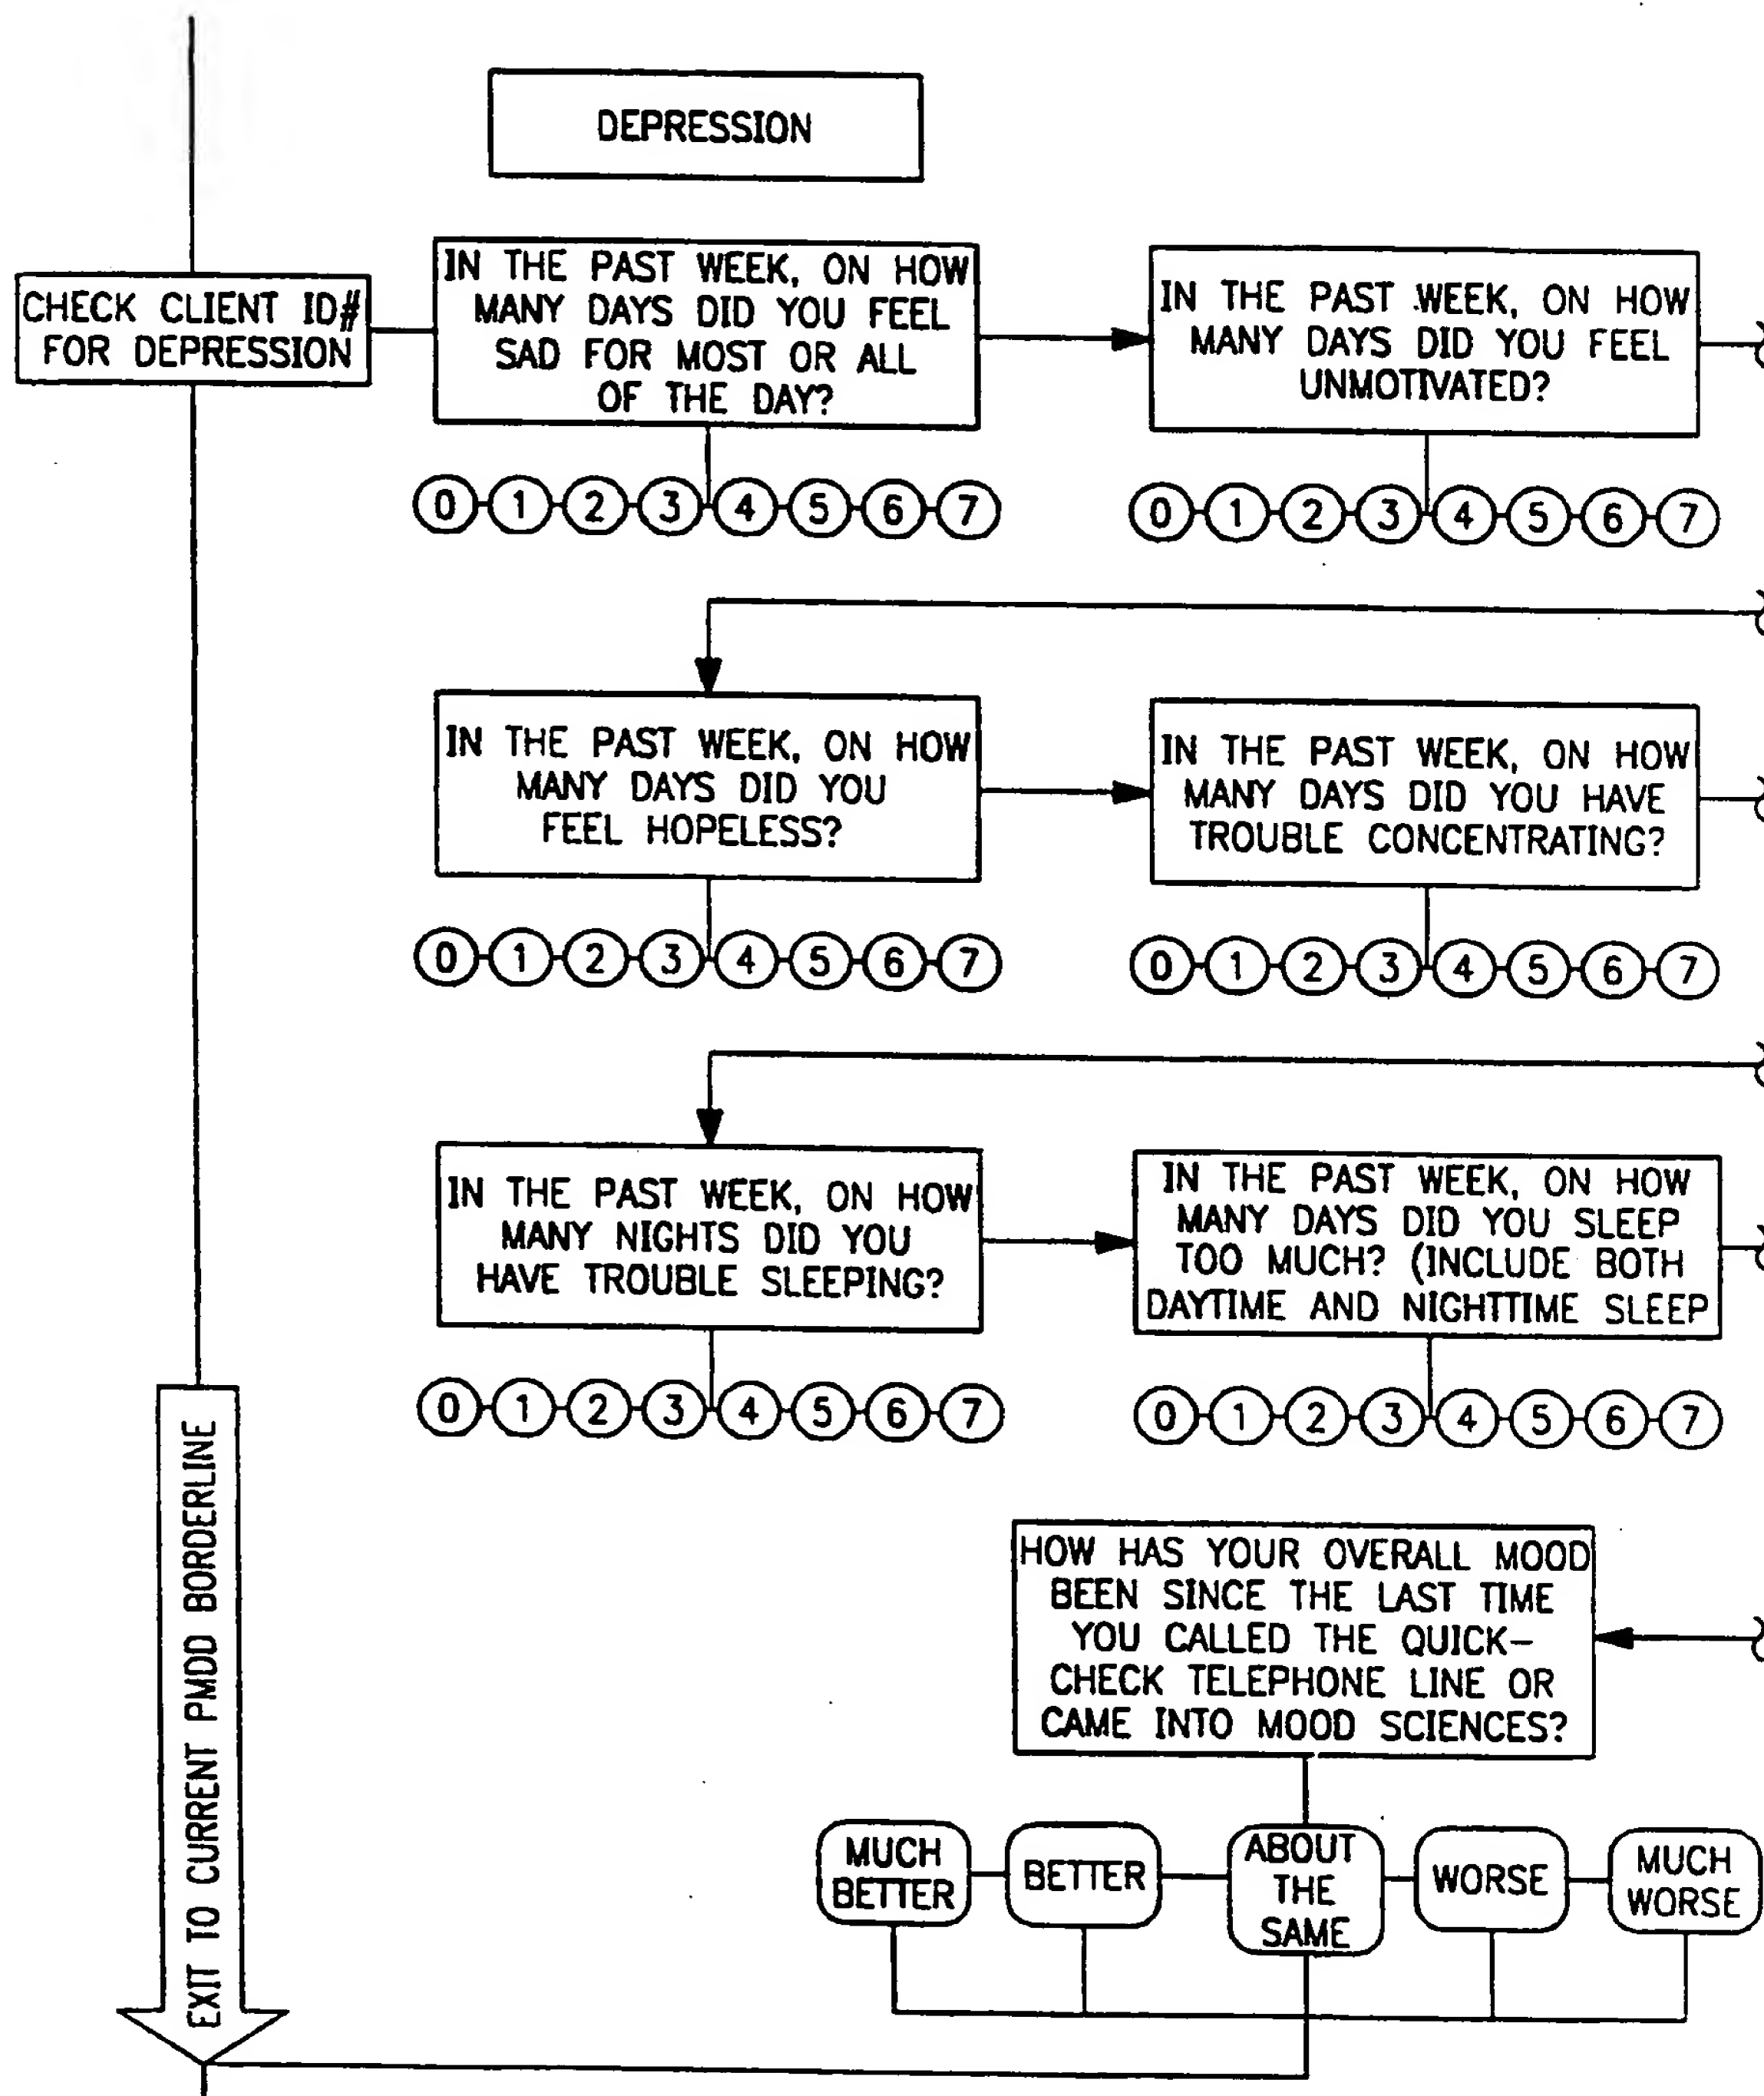 DEPRESSION
CHECK CLIENT ID#
FOR DEPRESSION
IN THE PAST WEEK, ON HOW
MANY DAYS DID YOU FEEL
SAD FOR MOST OR ALL
OF THE DAY?
0 1 2 3 4 5 6 7
IN THE PAST WEEK, ON HOW
MANY DAYS DID YOU FEEL
UNMOTIVATED?
0 1 2 3 4 5 6 7
IN THE PAST WEEK, ON HOW
MANY DAYS DID YOU
FEEL HOPELESS?
0 1 2 3 4 5 6 7
IN THE PAST WEEK, ON HOW
MANY DAYS DID YOU HAVE
TROUBLE CONCENTRATING?
0 1 2 3 4 5 6 7
IN THE PAST WEEK, ON HOW
MANY NIGHTS DID YOU
HAVE TROUBLE SLEEPING?
0 1 2 3 4 5 6 7
IN THE PAST WEEK, ON HOW
MANY DAYS DID YOU SLEEP
TOO MUCH? (INCLUDE BOTH
DAYTIME AND NIGHTTIME SLEEP
0 1 2 3 4 5 6 7
HOW HAS YOUR OVERALL MOOD
BEEN SINCE THE LAST TIME
YOU CALLED THE QUICK-
CHECK TELEPHONE LINE OR
CAME INTO MOOD SCIENCES?
MUCH
BETTER
BETTER
ABOUT
THE
SAME
WORSE
MUCH
WORSE
EXIT TO CURRENT PMDD BORDERLINE